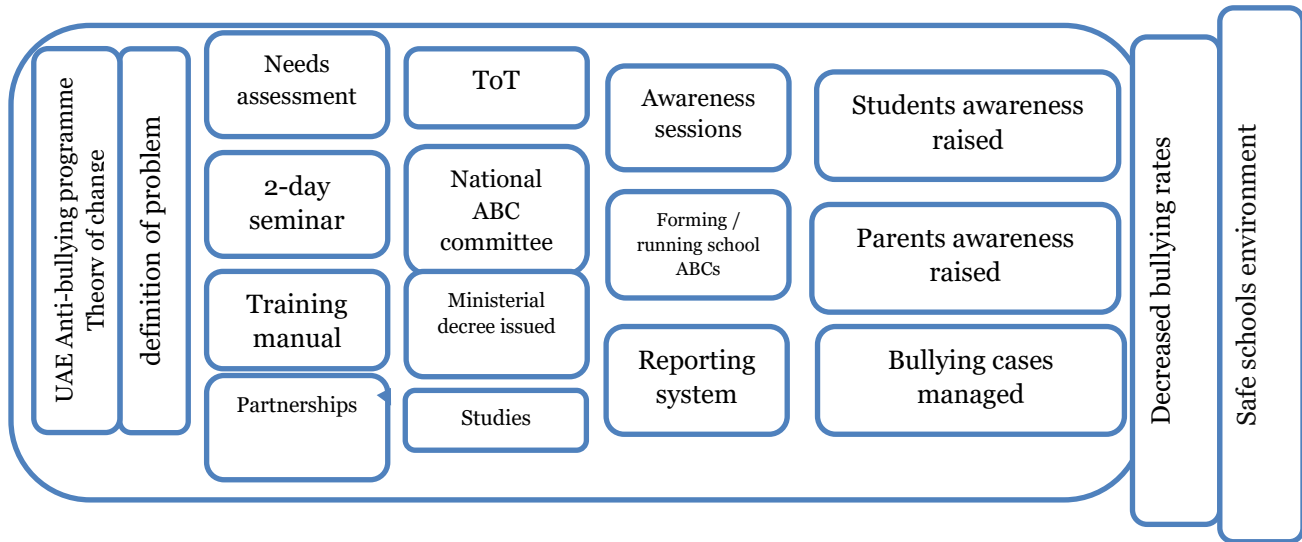 UAE Anti-bullying programme
Theory of change
definition of problem
Needs
assessment
2-day
seminar
Training
manual
Partnerships
ToT
National
ABC
committee
Ministerial
decree issued
Studies
Awareness
sessions
Forming /
running school
ABCs
Reporting
system
Students awareness
raised
Parents awareness
raised
Bullying cases
managed
Decreased bullying rates
Safe schools environment